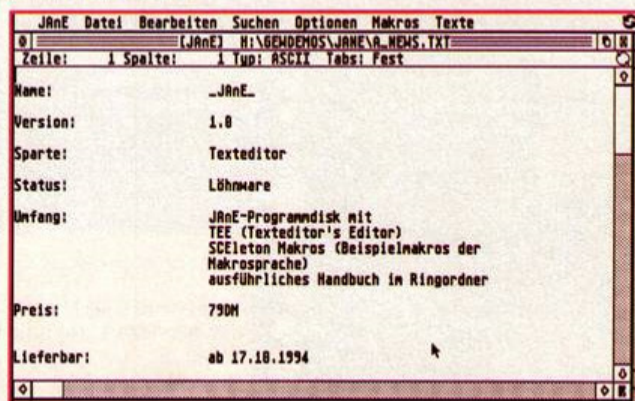 JAnE Datei Bearbeiten Suchen Optionen Makros Texte
[JAnE] H:\GEWDEMOS\JANE\A_NEWS.TXT
Zeile: 1 Spalte: 1 Typ: ASCII Tabs: Fest
Name: _JAnE_
Version: 1.0
Sparte: Texteditor
Status: Löhnware
Umfang: JAnE-Programmdisk mit
TEE (Texteditor's Editor)
SCEleton Makros (Beispielmakros der
Makrosprache)
ausführliches Handbuch im Ringordner
Preis: 79DM
Lieferbar: ab 17.10.1994